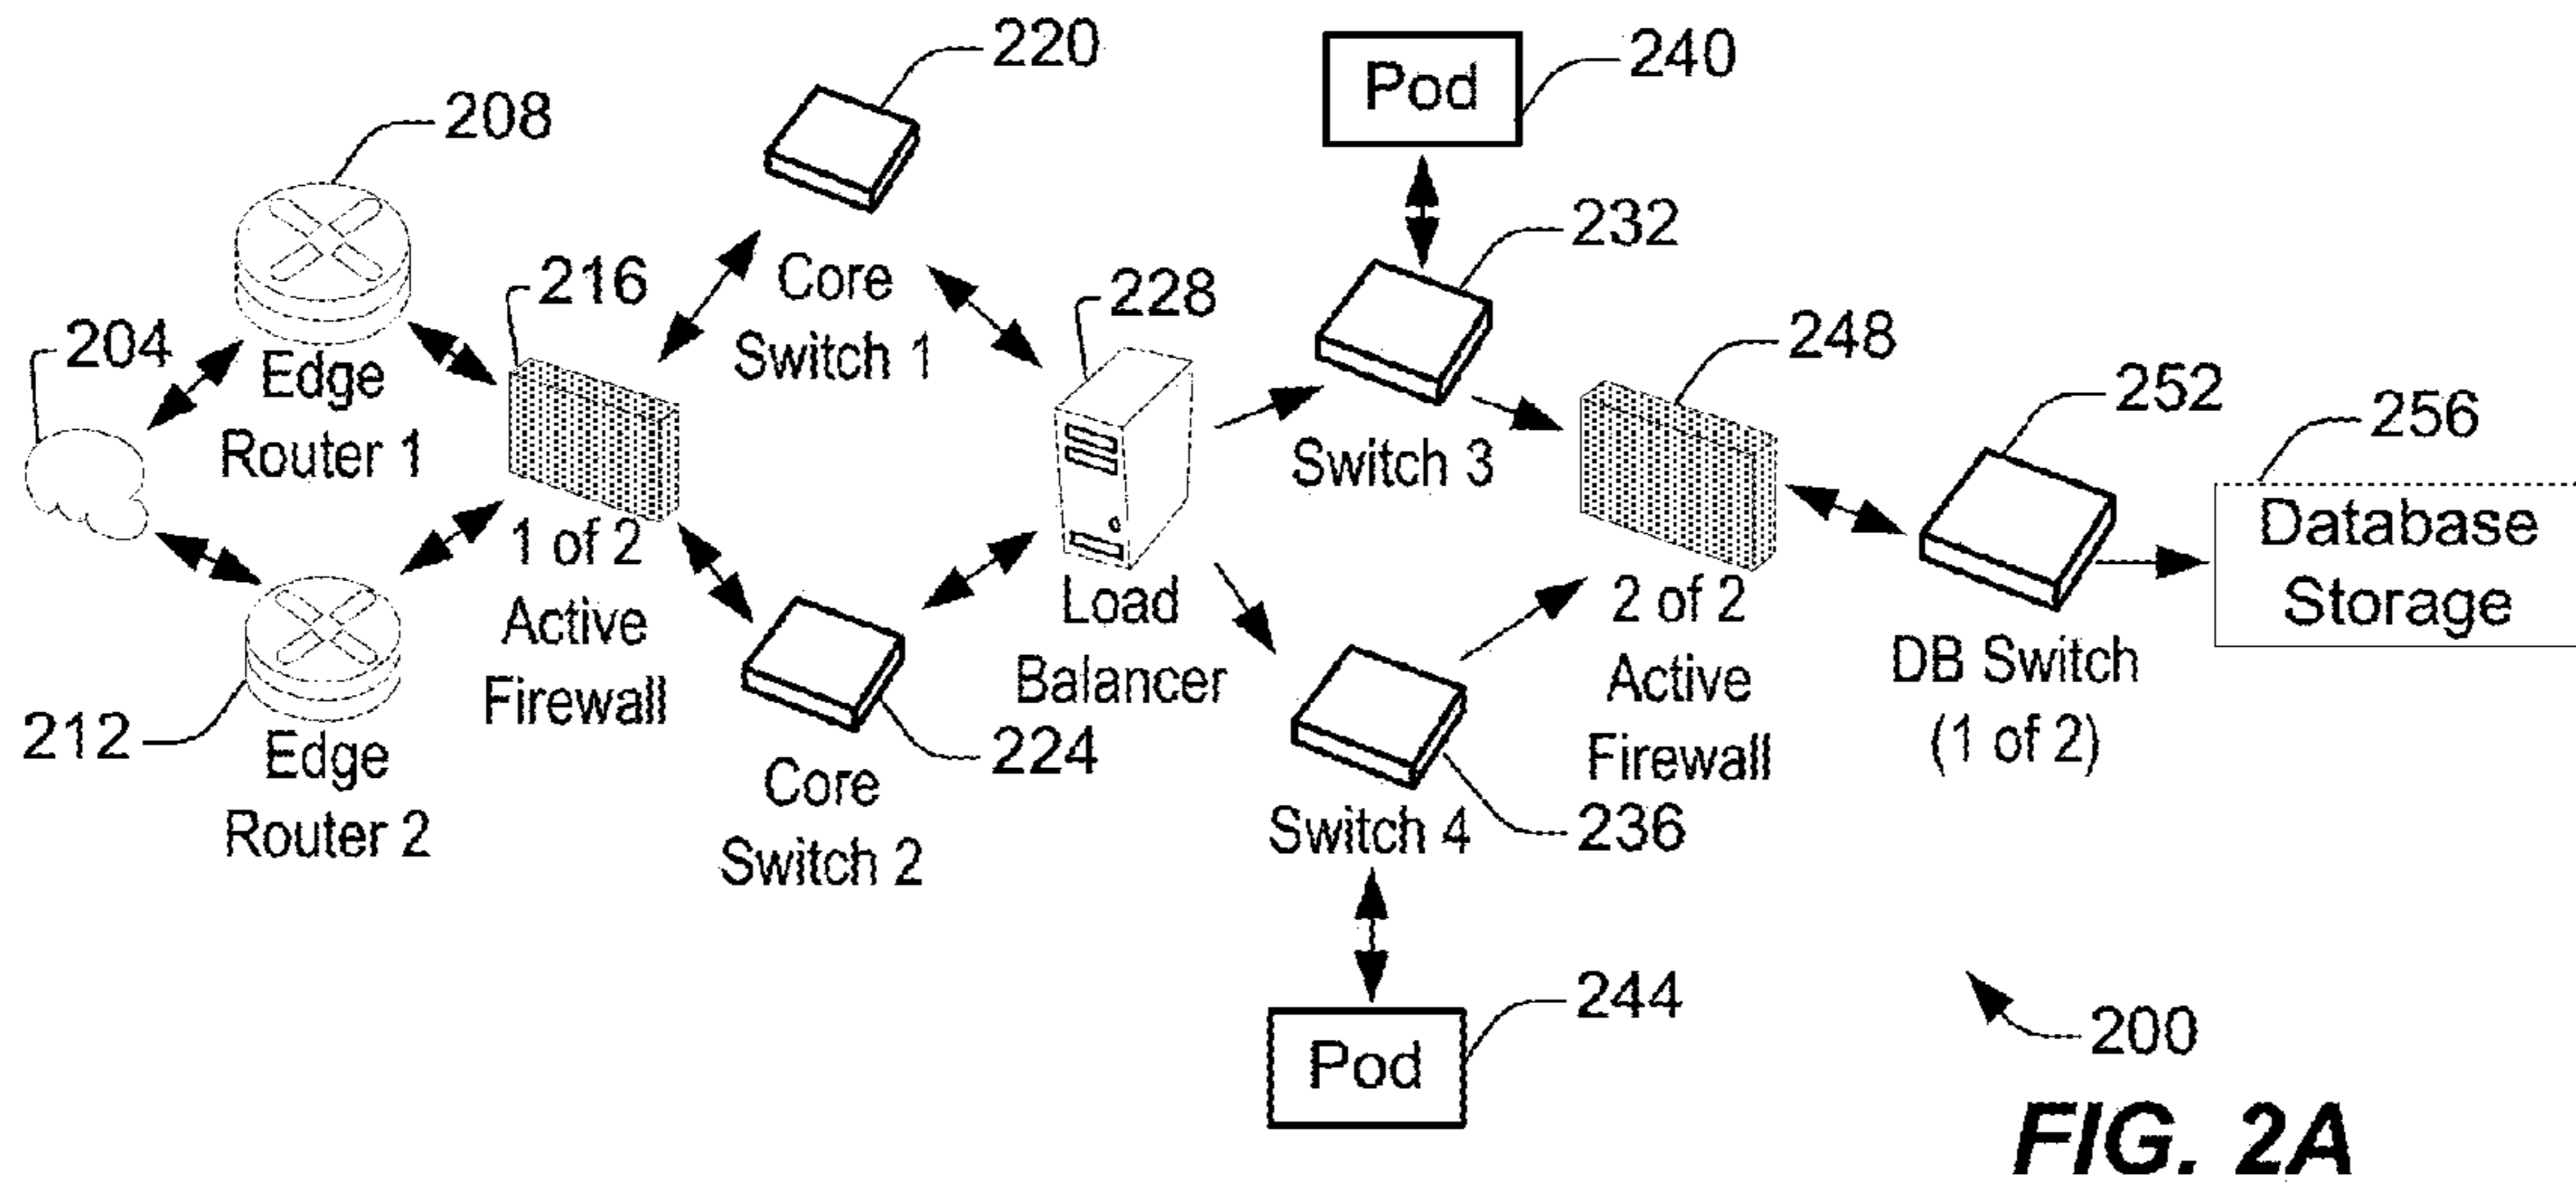 220
240
Pod
208
232
216
Core
Switch 1
228
204
Edge
Router 1
248
252
256
Switch 3
Database
Storage
1 of 2
Active
Firewall
Load
Balancer
2 of 2
Active
Firewall
DB Switch
(1 of 2)
212
Edge
Router 2
224
Core
Switch 2
236
Switch 4
244
Pod
200
FIG. 2A